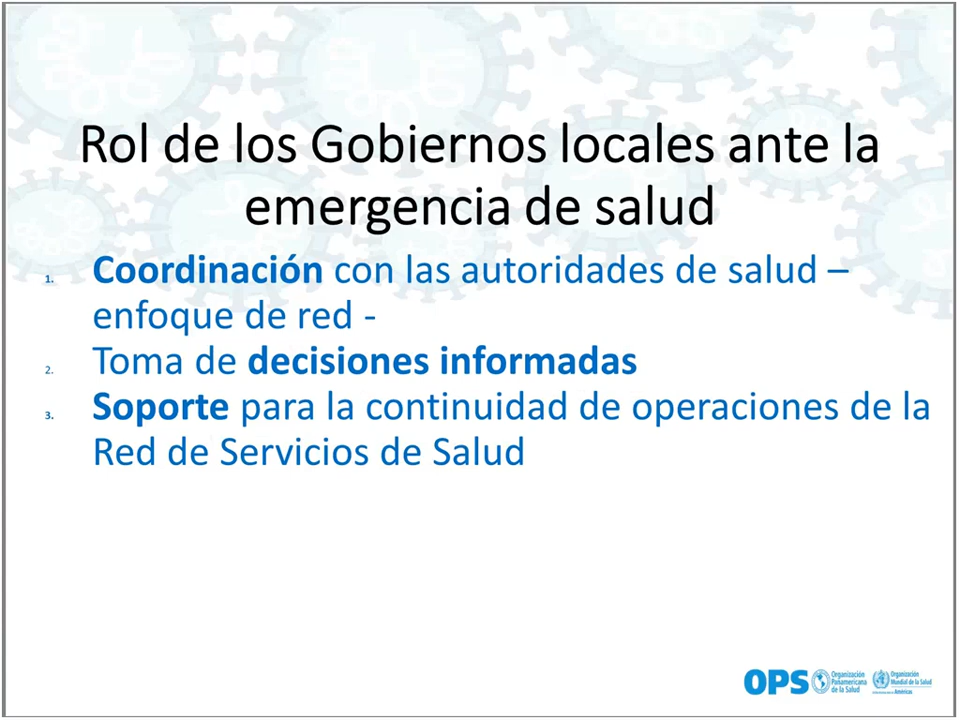 Rol de los Gobiernos locales ante la
emergencia de salud
1. Coordinación con las autoridades de salud –
enfoque de red -
2. Toma de decisiones informadas
3. Soporte para la continuidad de operaciones de la
Red de Servicios de Salud
OPS
Organización
Panamericana
de la Salud
Organización
Mundial de la Salud
Américas